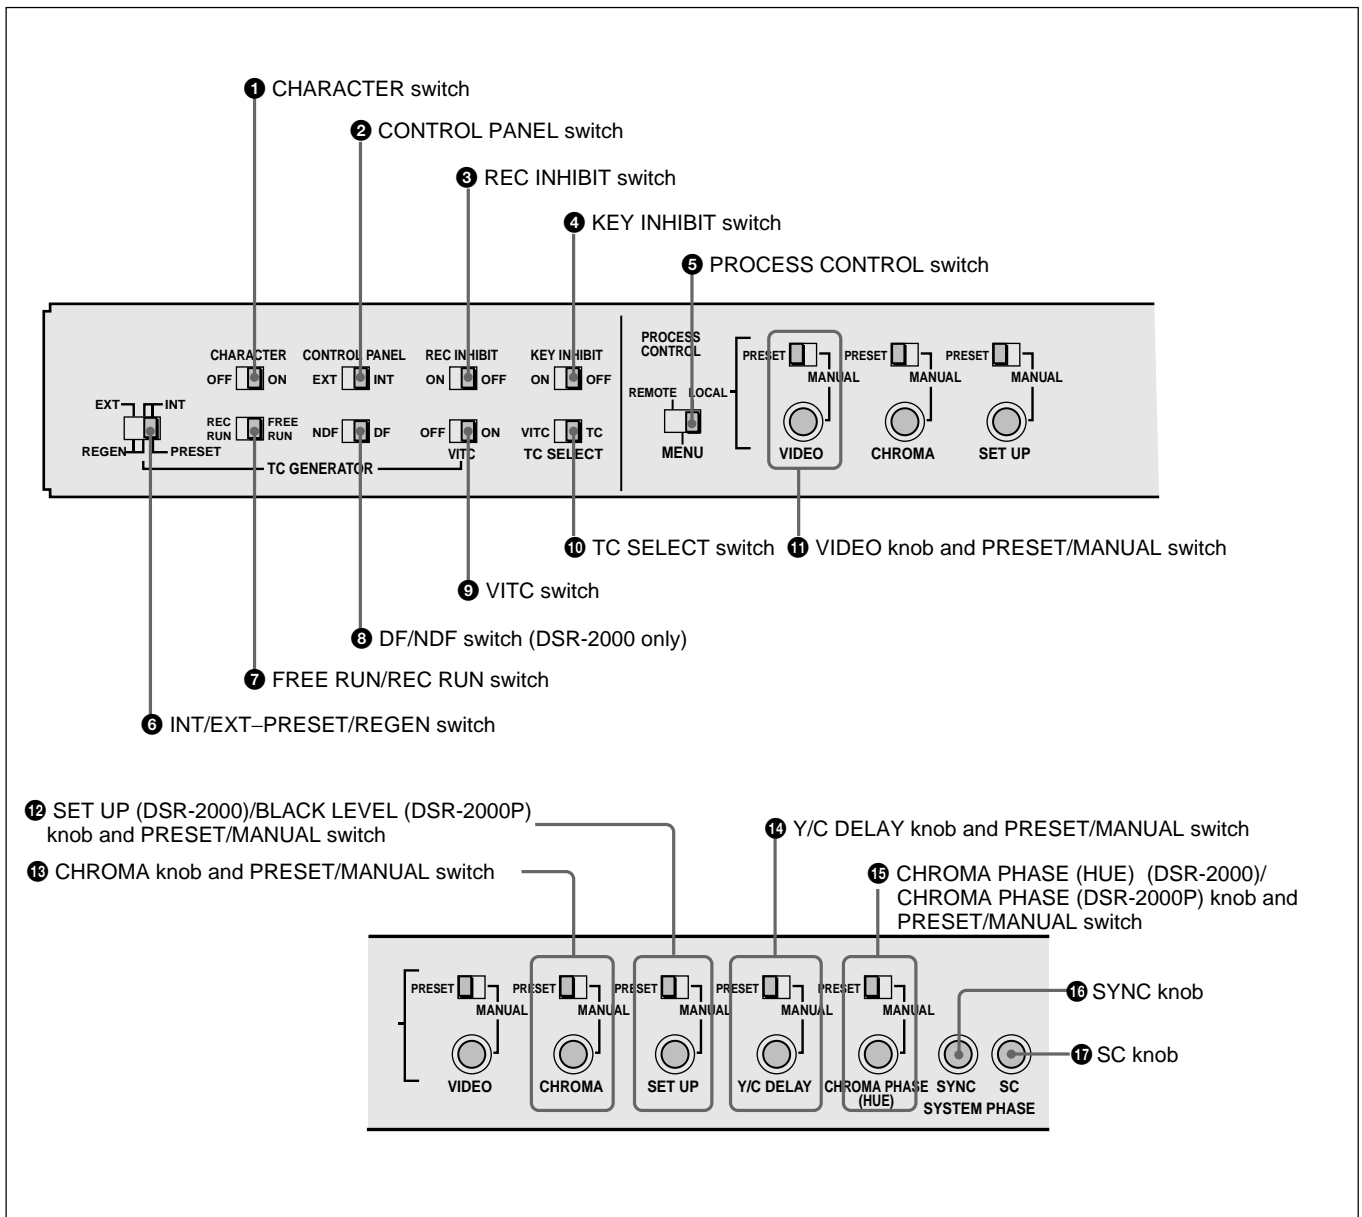 ❶ CHARACTER switch
❷ CONTROL PANEL switch
❸ REC INHIBIT switch
❹ KEY INHIBIT switch
❺ PROCESS CONTROL switch
CHARACTER
OFF ON
CONTROL PANEL
EXT INT
REC INHIBIT
ON OFF
KEY INHIBIT
ON OFF
EXT INT
REGEN PRESET
REC RUN
FREE RUN
NDF DF
OFF ON
VITC
VITC TC
TC SELECT
TC GENERATOR
PROCESS
CONTROL
REMOTE LOCAL
MENU
PRESET
MANUAL
VIDEO
PRESET
MANUAL
CHROMA
PRESET
MANUAL
SET UP
❿ TC SELECT switch
⓫ VIDEO knob and PRESET/MANUAL switch
❾ VITC switch
❽ DF/NDF switch (DSR-2000 only)
❼ FREE RUN/REC RUN switch
❻ INT/EXT–PRESET/REGEN switch
⓬ SET UP (DSR-2000)/BLACK LEVEL (DSR-2000P)
knob and PRESET/MANUAL switch
⓭ CHROMA knob and PRESET/MANUAL switch
⓮ Y/C DELAY knob and PRESET/MANUAL switch
⓯ CHROMA PHASE (HUE) (DSR-2000)/
CHROMA PHASE (DSR-2000P) knob and
PRESET/MANUAL switch
PRESET
MANUAL
VIDEO
PRESET
MANUAL
CHROMA
PRESET
MANUAL
SET UP
PRESET
MANUAL
Y/C DELAY
PRESET
MANUAL
CHROMA PHASE
(HUE)
SYNC SC
SYSTEM PHASE
⓰ SYNC knob
⓱ SC knob